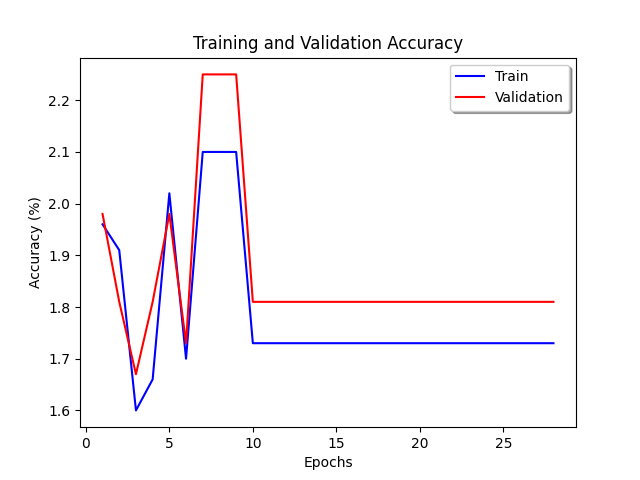 Training and Validation Accuracy
Train
Validation
Accuracy (%)
2.2
2.1
2.0
1.9
1.8
1.7
1.6
0 5 10 15 20 25
Epochs